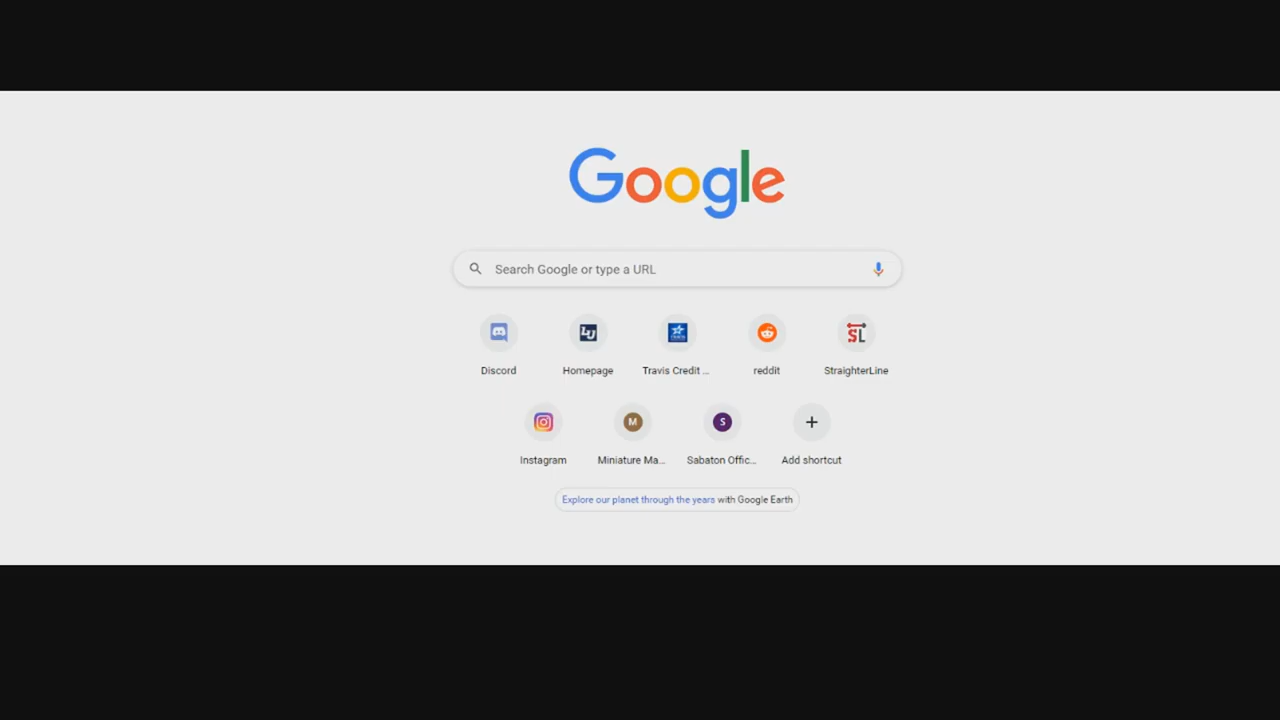 Google
Search Google or type a URL
Discord
Homepage
Travis Credit ...
reddit
StraighterLine
Instagram
M
Miniature Ma...
S
Sabaton Offic...
Add shortcut
Explore our planet through the years with Google Earth